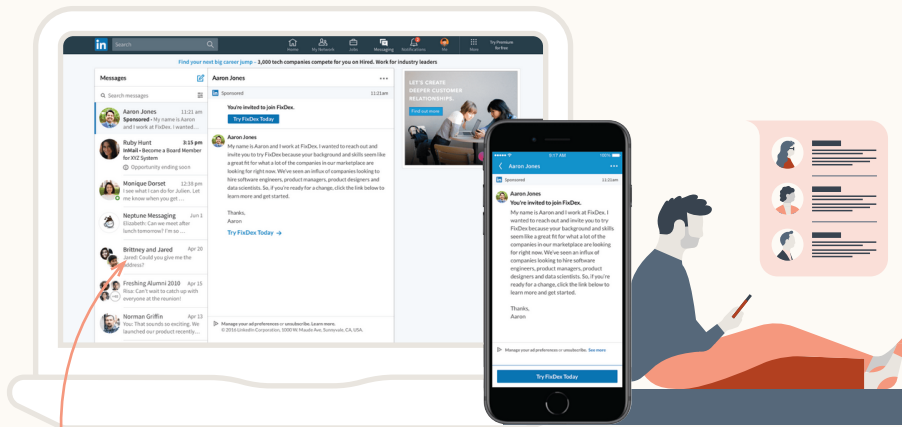 in
Search
Home
My Network
Jobs
Messaging
Notifications
Me
More
Try Premium
for free
Find your next big career jump - 3,000 tech companies compete for you on Hired. Work for industry leaders
Messages
Search messages
Aaron Jones 11:21 am
Sponsored • My name is Aaron
and I work at FixDex. I wanted…
Ruby Hunt 3:15 pm
InMail • Become a Board Member
for XYZ System
Opportunity ending soon
Monique Dorset 12:38 pm
I see what I can do for Julien. Let
me know when you get …
Neptune Messaging Jun 1
Elizabeth: Can we meet after
lunch tomorrow? I'm so …
Brittney and Jared Apr 20
Jared: Could you give me the
address?
Freshing Alumni 2010 Apr 15
Risa: Can't wait to catch up with
everyone at the reunion!
Norman Griffin Apr 13
You: That sounds so exciting, We
launched our product recently…
Aaron Jones
in Sponsored 11:21am
You're invited to join FixDex.
Try FixDex Today
Aaron Jones
My name is Aaron and I work at FixDex. I wanted to reach out and
invite you to try FixDex because your background and skills seem like
a great fit for what a lot of the companies in our marketplace are
looking for right now. We've seen an influx of companies looking to
hire software engineers, product managers, product designers and
data scientists. So, if you're ready for a change, click the link below to
learn more and get started.
Thanks,
Aaron
Try FixDex Today →
Manage your ad preferences or unsubscribe. Learn more.
© 2016 LinkedIn Corporation, 1000 W. Maude Ave, Sunnyvale, CA, USA.
LET'S CREATE
DEEPER CUSTOMER
RELATIONSHIPS.
Find out more
9:17 AM 100%
Aaron Jones
in Sponsored 11:21am
Aaron Jones
You're invited to join FixDex.
My name is Aaron and I work at FixDex. I
wanted to reach out and invite you to try
FixDex because your background and skills
seem like a great fit for what a lot of the
companies in our marketplace are looking
for right now. We've seen an influx of
companies looking to hire software
engineers, product managers, product
designers and data scientists. So, if you're
ready for a change, click the link below to
learn more and get started.
Thanks,
Aaron
Manage your ad preferences or unsubscribe. See more
Try FixDex Today